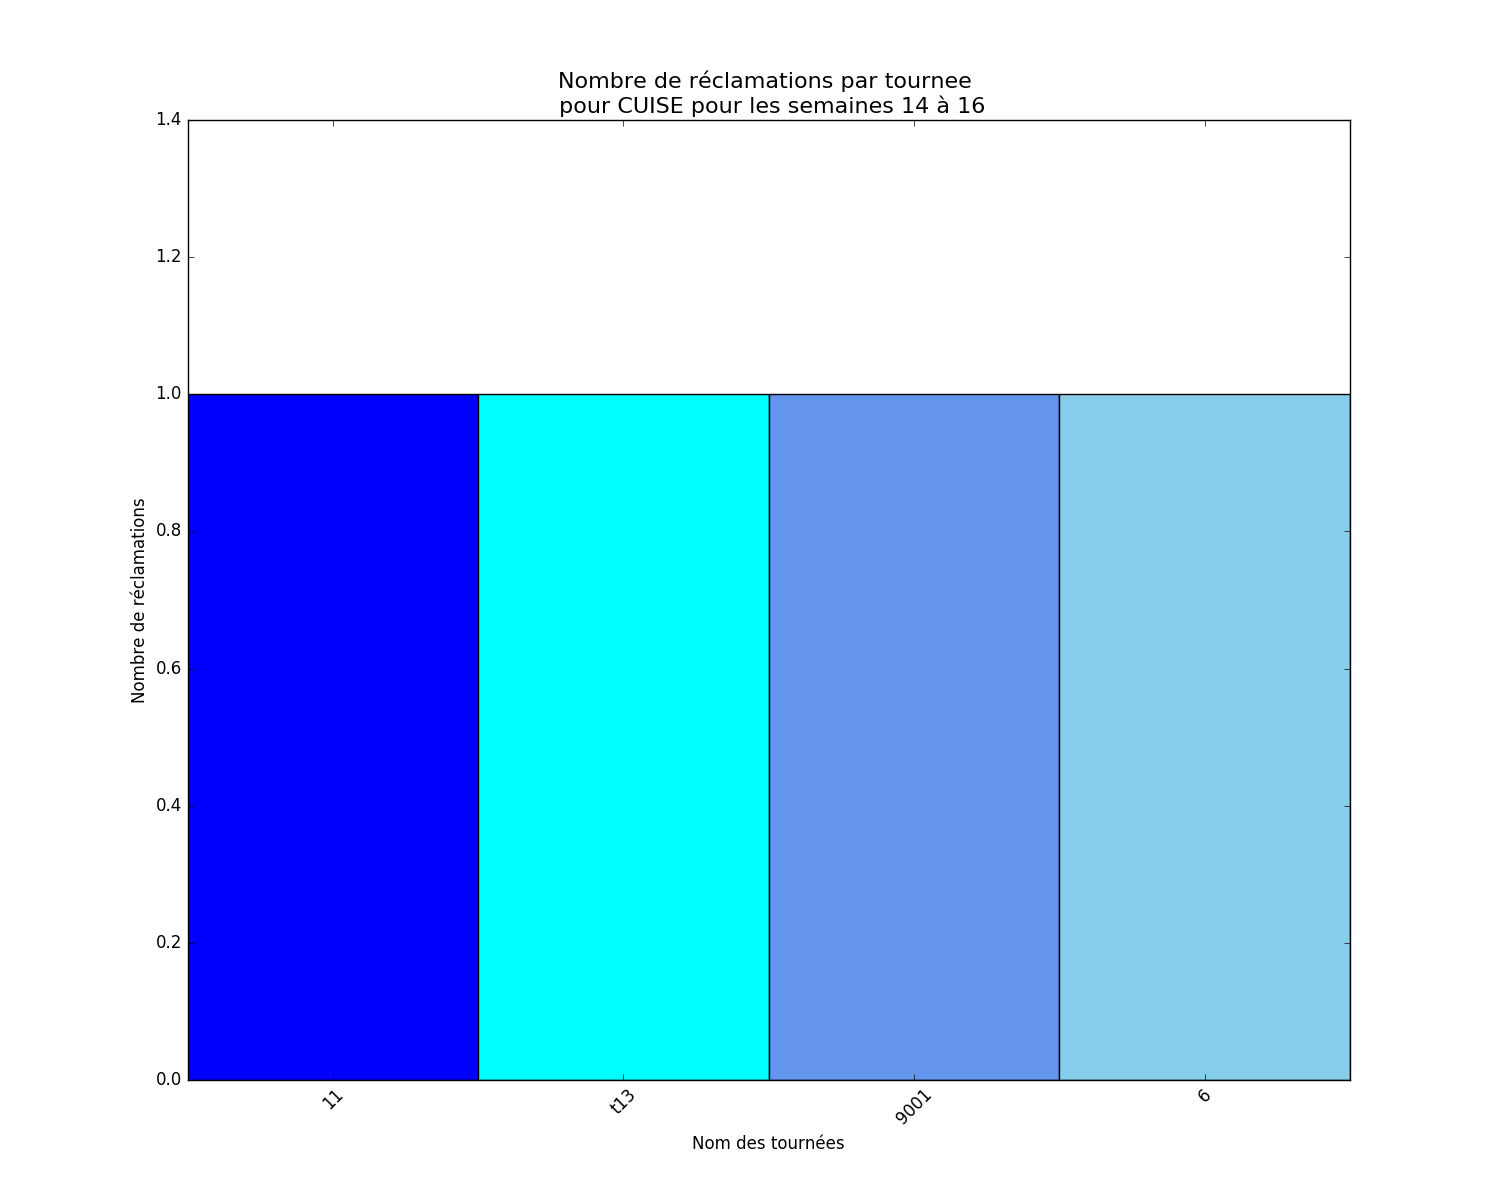 Nombre de réclamations par tournee
pour CUISE pour les semaines 14 à 16
1.4
1.2
1.0
0.8
0.6
0.4
0.2
0.0
Nombre de réclamations
11
t13
9001
6
Nom des tournées